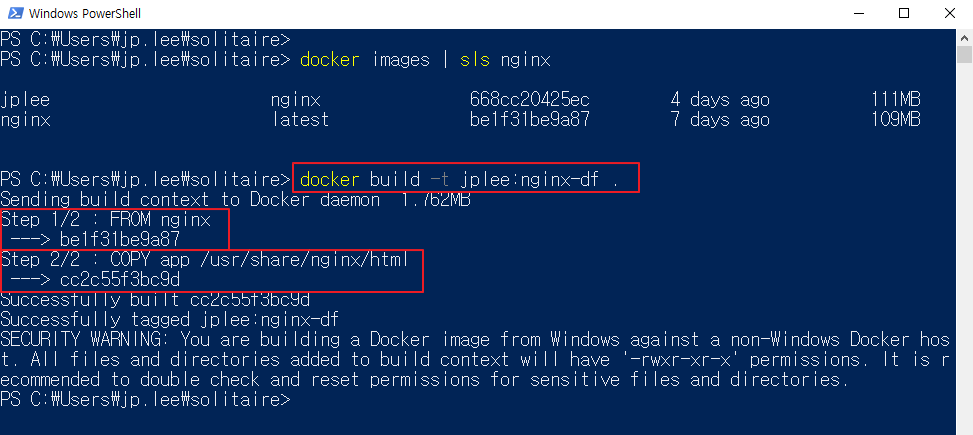 Windows PowerShell
PS C:₩Users₩jp.lee₩solitaire>
PS C:₩Users₩jp.lee₩solitaire> docker images | sls nginx
jplee nginx 668cc20425ec 4 days ago 111MB
nginx latest be1f31be9a87 7 days ago 109MB
PS C:₩Users₩jp.lee₩solitaire> docker build -t jplee:nginx-df .
Sending build context to Docker daemon 1.762MB
Step 1/2 : FROM nginx
---> be1f31be9a87
Step 2/2 : COPY app /usr/share/nginx/html
---> cc2c55f3bc9d
Successfully built cc2c55f3bc9d
Successfully tagged jplee:nginx-df
SECURITY WARNING: You are building a Docker image from Windows against a non-Windows Docker hos
t. All files and directories added to build context will have '-rwxr-xr-x' permissions. It is r
ecommended to double check and reset permissions for sensitive files and directories.
PS C:₩Users₩jp.lee₩solitaire>